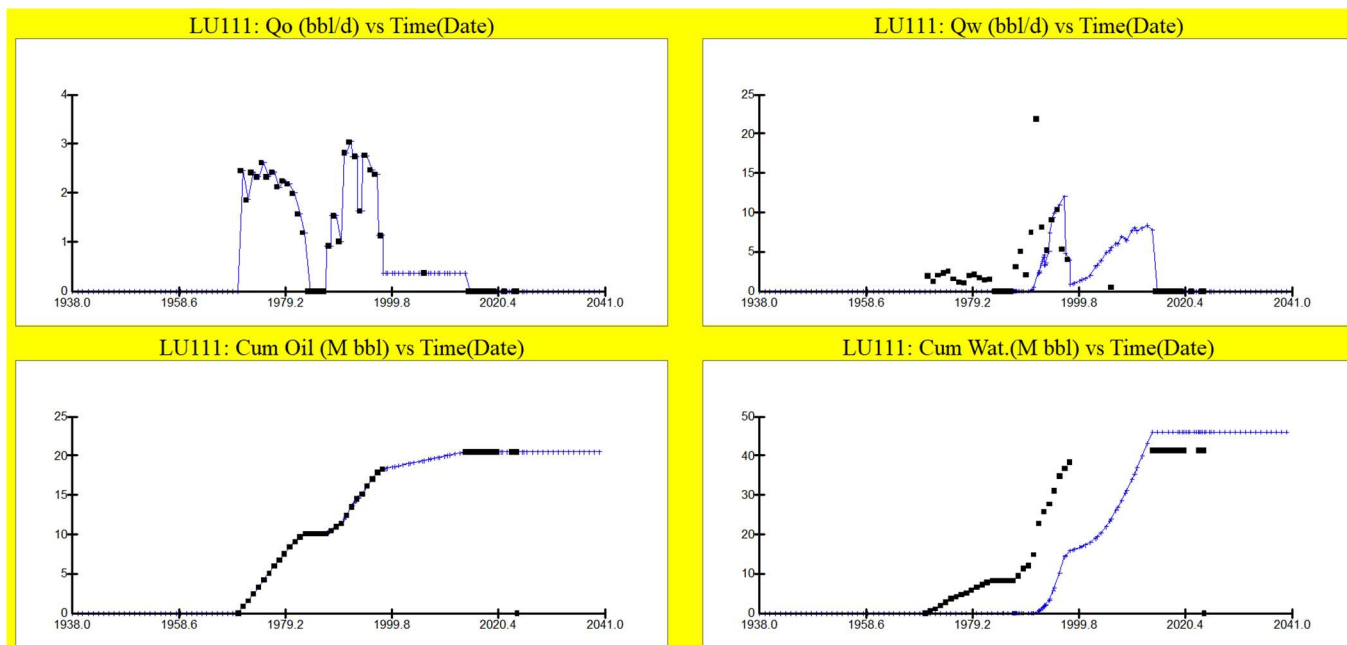 LU111: Qo (bbl/d) vs Time(Date)
4
3
2
1
0
1938.0 1958.6 1979.2 1999.8 2020.4 2041.0
LU111: Qw (bbl/d) vs Time(Date)
25
20
15
10
5
0
1938.0 1958.6 1979.2 1999.8 2020.4 2041.0
LU111: Cum Oil (M bbl) vs Time(Date)
25
20
15
10
5
0
1938.0 1958.6 1979.2 1999.8 2020.4 2041.0
LU111: Cum Wat.(M bbl) vs Time(Date)
50
40
30
20
10
0
1938.0 1958.6 1979.2 1999.8 2020.4 2041.0